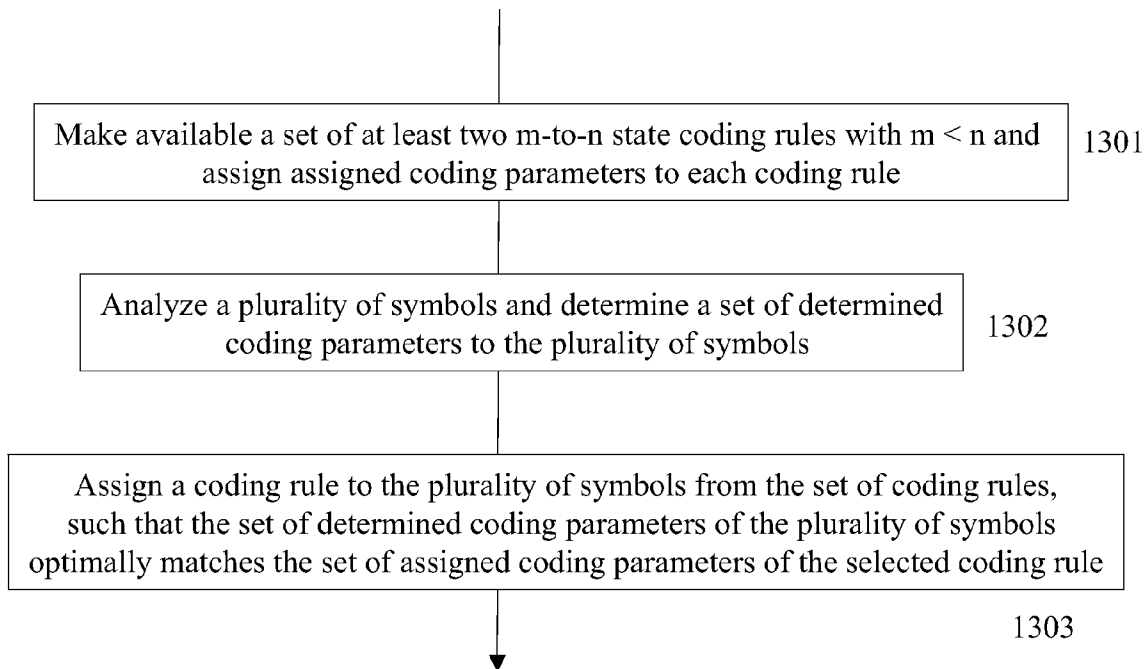 Make available a set of at least two m-to-n state coding rules with m < n and
assign assigned coding parameters to each coding rule
1301
Analyze a plurality of symbols and determine a set of determined
coding parameters to the plurality of symbols
1302
Assign a coding rule to the plurality of symbols from the set of coding rules,
such that the set of determined coding parameters of the plurality of symbols
optimally matches the set of assigned coding parameters of the selected coding rule
1303